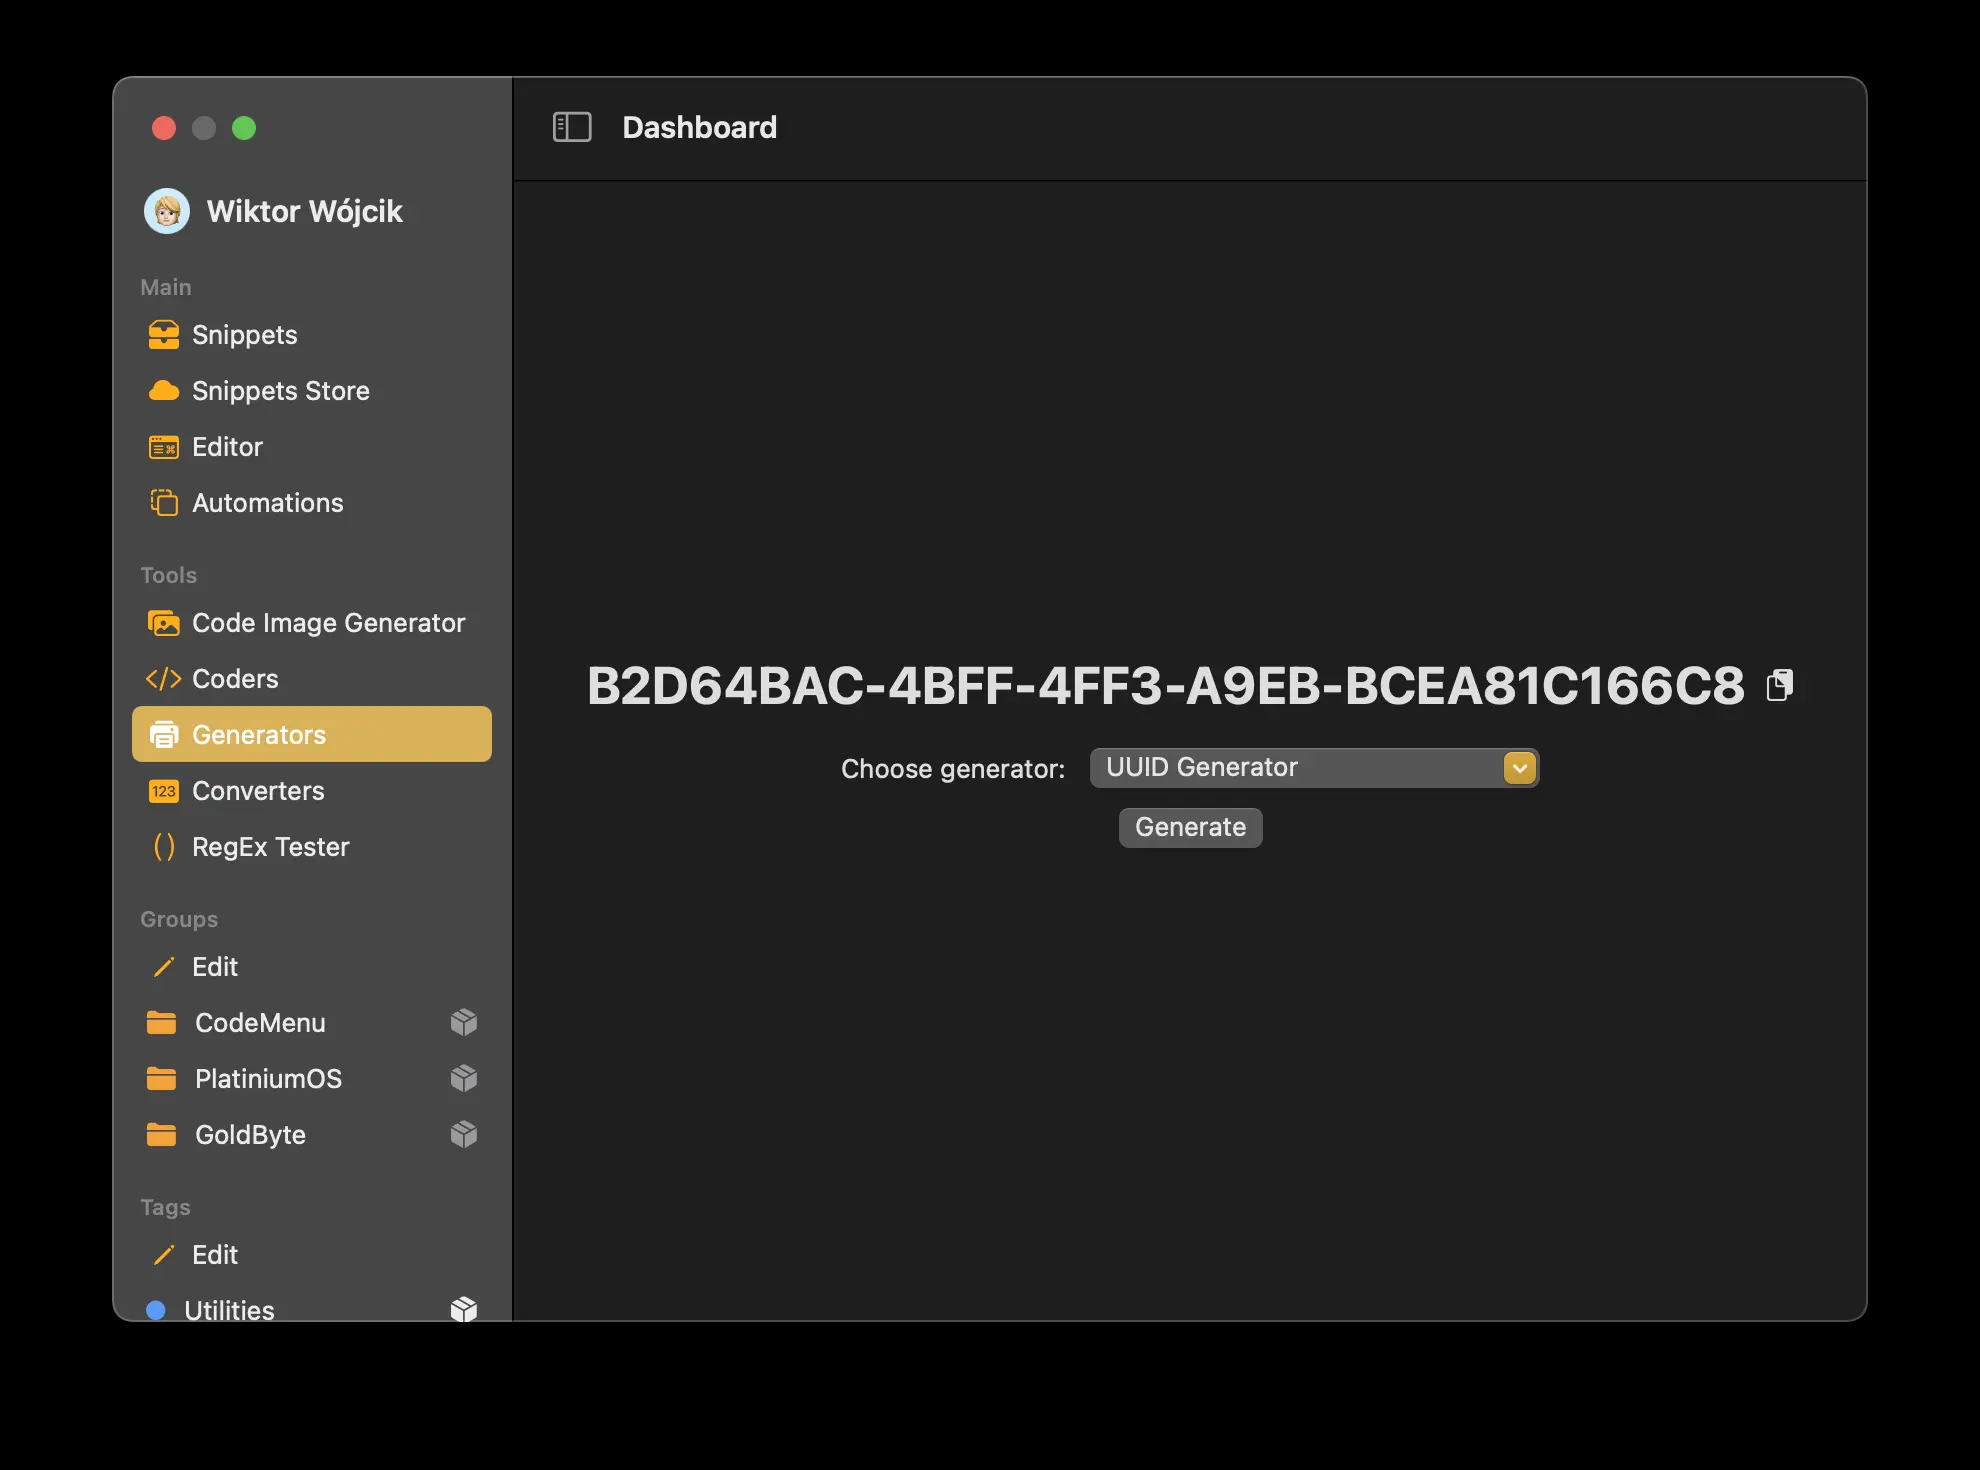 Dashboard
Wiktor Wójcik
Main
Snippets
Snippets Store
Editor
Automations
Tools
Code Image Generator
Coders
Generators
123 Converters
RegEx Tester
Groups
Edit
CodeMenu
PlatiniumOS
GoldByte
Tags
Edit
Utilities
B2D64BAC-4BFF-4FF3-A9EB-BCEA81C166C8
Choose generator: UUID Generator
Generate